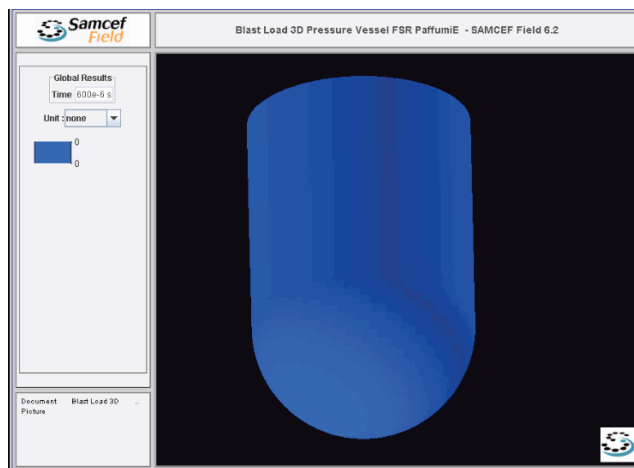 Samcef
Field
Blast Load 3D Pressure Vessel FSR PaffumiE - SAMCEF Field 6.2
Global Results
Time 600e-6 s
Unit : none
0
0
Document Blast Load 3D ...
Picture